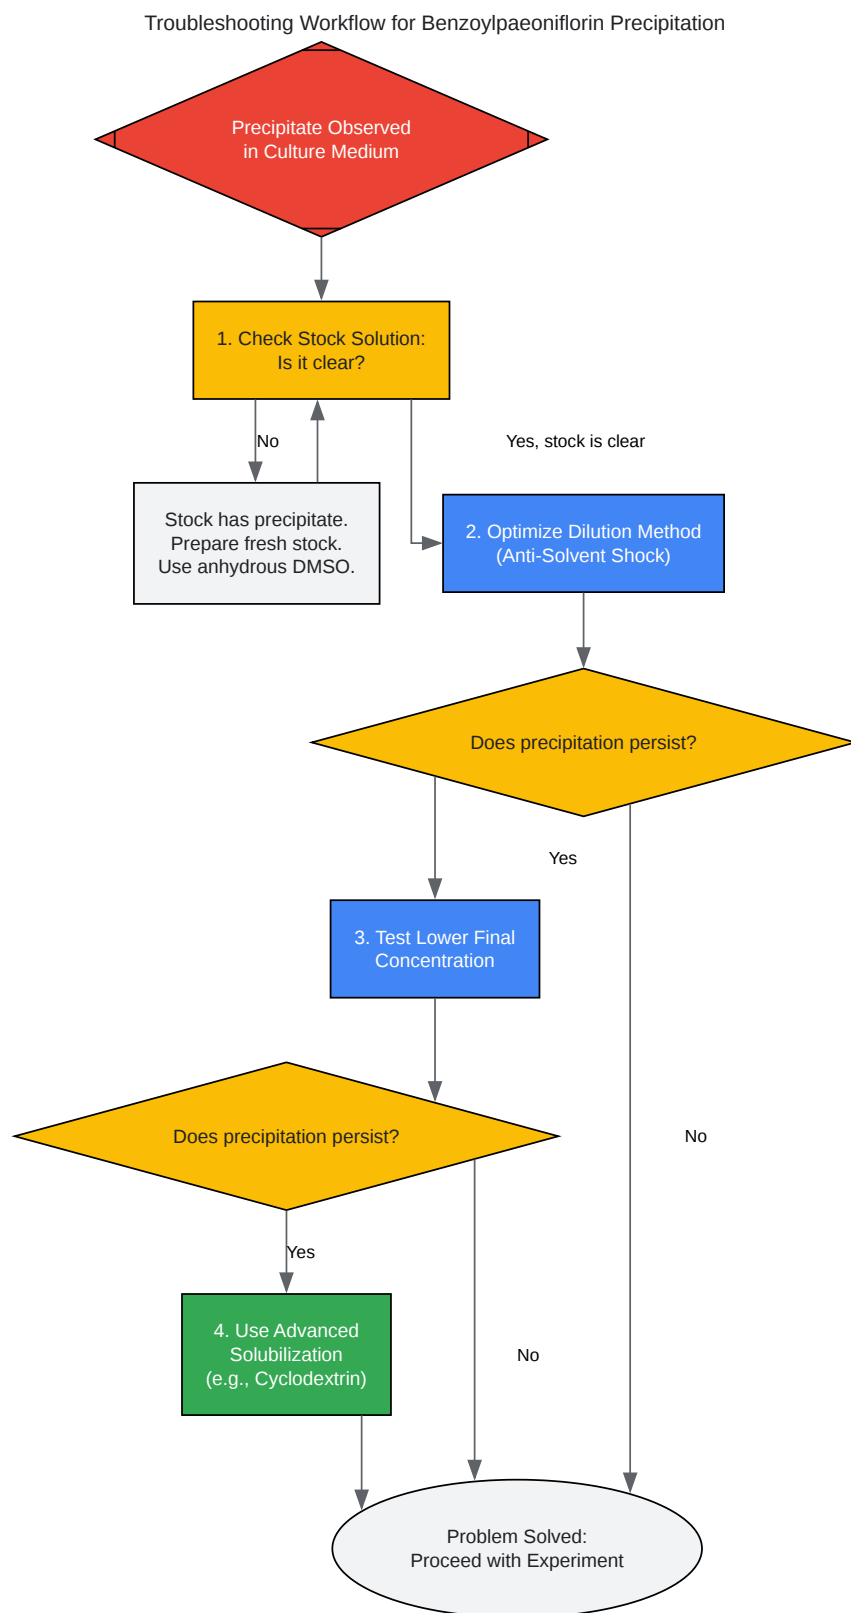 Troubleshooting Workflow for Benzoylpaeoniflorin Precipitation
Precipitate Observed
in Culture Medium
1. Check Stock Solution:
Is it clear?
No
Yes, stock is clear
Stock has precipitate.
Prepare fresh stock.
Use anhydrous DMSO.
2. Optimize Dilution Method
(Anti-Solvent Shock)
Does precipitation persist?
Yes
3. Test Lower Final
Concentration
Does precipitation persist?
No
Yes
4. Use Advanced
Solubilization
(e.g., Cyclodextrin)
No
Problem Solved:
Proceed with Experiment